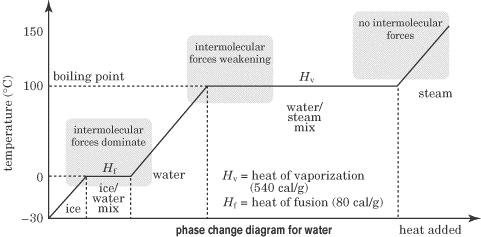 150
no intermolecular
forces
intermolecular
forces weakening
boiling point
Hv
100
steam
water/
steam
mix
temperature (°C)
intermolecular
forces dominate
Hf
water
Hv = heat of vaporization
(540 cal/g)
0
ice/
water
mix
Hf = heat of fusion (80 cal/g)
ice
−30
phase change diagram for water
heat added